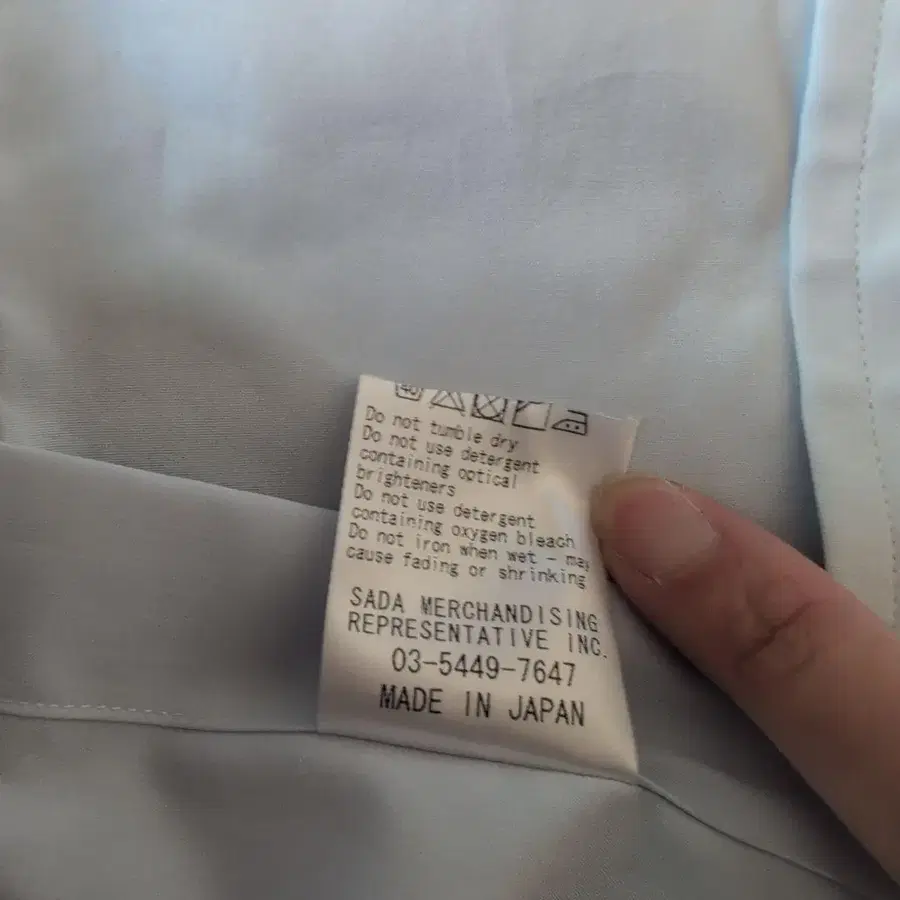 40
Do not tumble dry
Do not use detergent
containing optical
brighteners
Do not use detergent
containing oxygen bleach
Do not iron when wet - may
cause fading or shrinking
SADA MERCHANDISING
REPRESENTATIVE INC.
03-5449-7647
MADE IN JAPAN